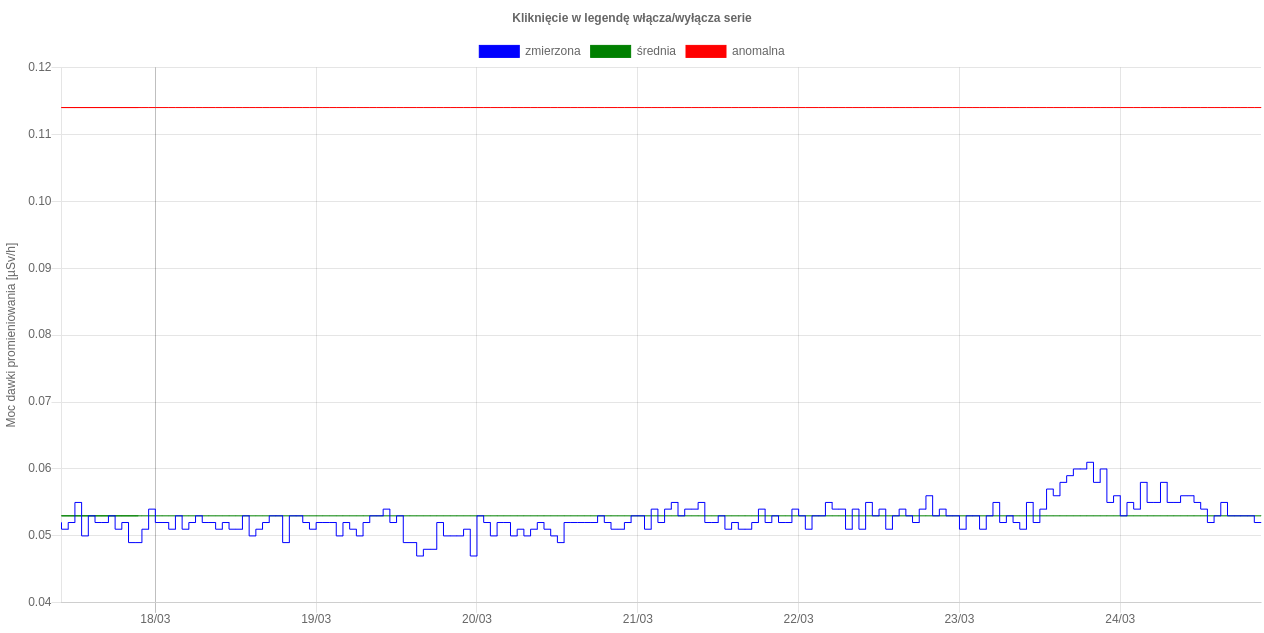 Kliknięcie w legendę włącza/wyłącza serie
zmierzona średnia anomalna
Moc dawki promieniowania [µSv/h]
0.12
0.11
0.10
0.09
0.08
0.07
0.06
0.05
0.04
18/03 19/03 20/03 21/03 22/03 23/03 24/03